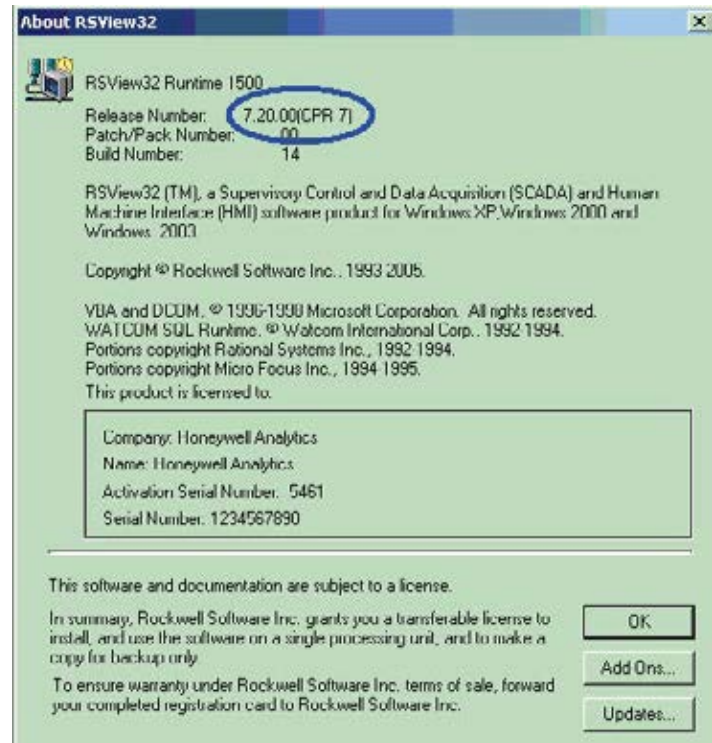 About RSView32
RSView32 Runtime 1500
Release Number: 7.20.00(CPR 7)
Patch/Pack Number: 00
Build Number: 14
RSView32 (TM), a Supervisory Control and Data Acquisition (SCADA) and Human
Machine Interface (HMI) software product for Windows XP,Windows 2000 and
Windows 2003
Copyright © Rockwell Software Inc., 1993-2005.
VBA and DCOM, © 1996-1998 Microsoft Corporation. All rights reserved.
WATCOM SQL Runtime, © Watcom International Corp., 1992-1994.
Portions copyright Rational Systems Inc., 1992-1994.
Portions copyright Micro Focus Inc., 1994-1995.
This product is licensed to:
Company: Honeywell Analytics
Name: Honeywell Analytics
Activation Serial Number: 5461
Serial Number: 1234567890
This software and documentation are subject to a license.
In summary, Rockwell Software Inc. grants you a transferable license to
install, and use the software on a single processing unit, and to make a
copy for backup only.
To ensure warranty under Rockwell Software Inc. terms of sale, forward
your completed registration card to Rockwell Software Inc.
OK
Add Ons...
Updates...